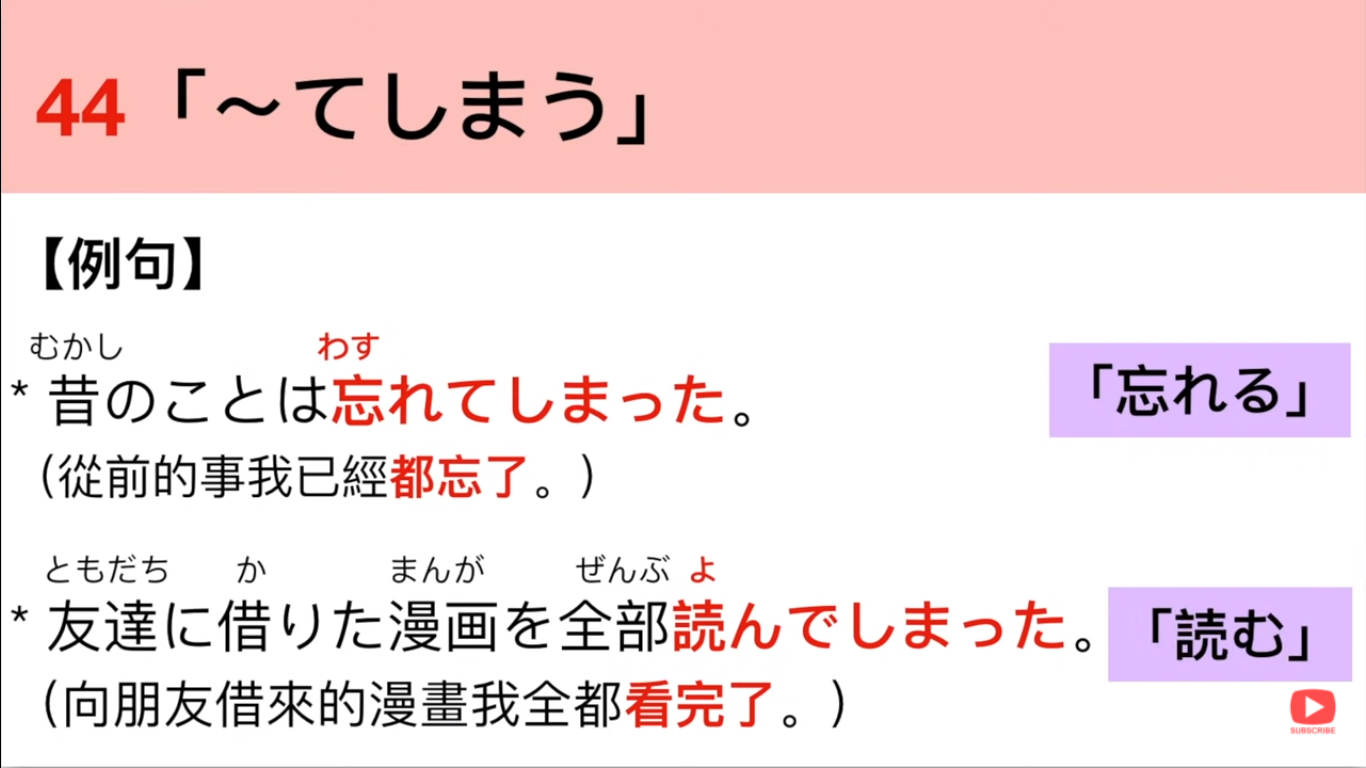 44「～てしまう」
【例句】
むかし わす
* 昔のことは忘れてしまった。
「忘れる」
（從前的事我已經都忘了。）
ともだち か まんが ぜんぶ よ
* 友達に借りた漫画を全部読んでしまった。
「読む」
（向朋友借來的漫畫我全都看完了。）
SUBSCRIBE